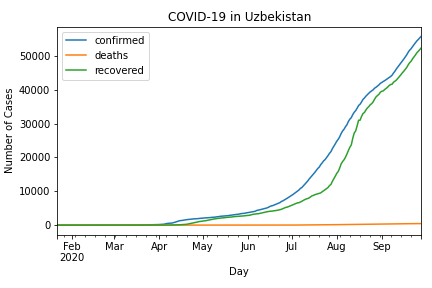 COVID-19 in Uzbekistan
confirmed
deaths
recovered
Number of Cases
50000
40000
30000
20000
10000
0
Feb Mar Apr May Jun Jul Aug Sep
2020
Day